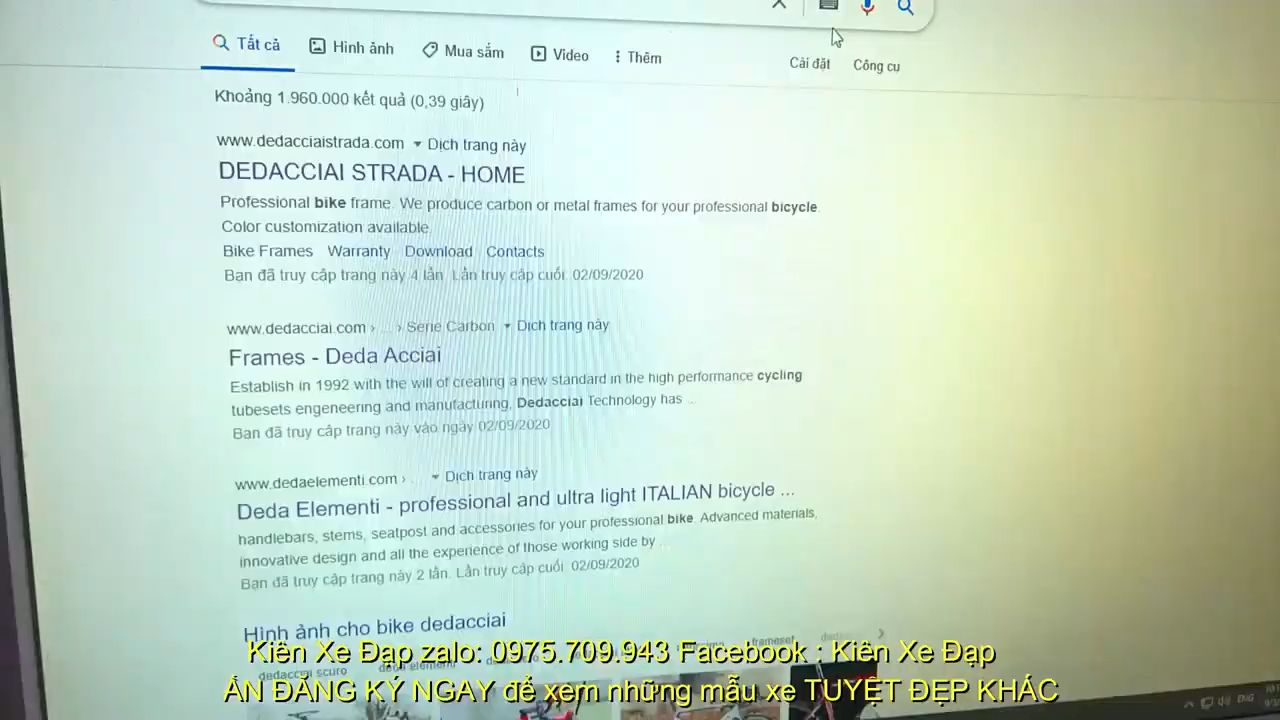 Tất cả Hình ảnh Mua sắm Video Thêm
Cài đặt Công cụ
Khoảng 1.960.000 kết quả (0,39 giây)
www.dedacciaistrada.com Dịch trang này
DEDACCIAI STRADA - HOME
Professional bike frame. We produce carbon or metal frames for your professional bicycle.
Color customization available.
Bike Frames Warranty Download Contacts
Bạn đã truy cập trang này 4 lần. Lần truy cập cuối: 02/09/2020
www.dedacciai.com › ... › Serie Carbon Dịch trang này
Frames - Deda Acciai
Establish in 1992 with the will of creating a new standard in the high performance cycling
tubesets engeneering and manufacturing, Dedacciai Technology has ...
Bạn đã truy cập trang này vào ngày 02/09/2020
www.dedaelementi.com › ... Dịch trang này
Deda Elementi - professional and ultra light ITALIAN bicycle ...
handlebars, stems, seatpost and accessories for your professional bike. Advanced materials,
innovative design and all the experience of those working side by ...
Bạn đã truy cập trang này 2 lần. Lần truy cập cuối: 02/09/2020
Hình ảnh cho bike dedacciai
frameset
Kiên Xe Đạp zalo: 0975.709.943 Facebook : Kiên Xe Đạp
dedacciai scuro
ẤN ĐĂNG KÝ NGAY để xem những mẫu xe TUYỆT ĐẸP KHÁC
ENG